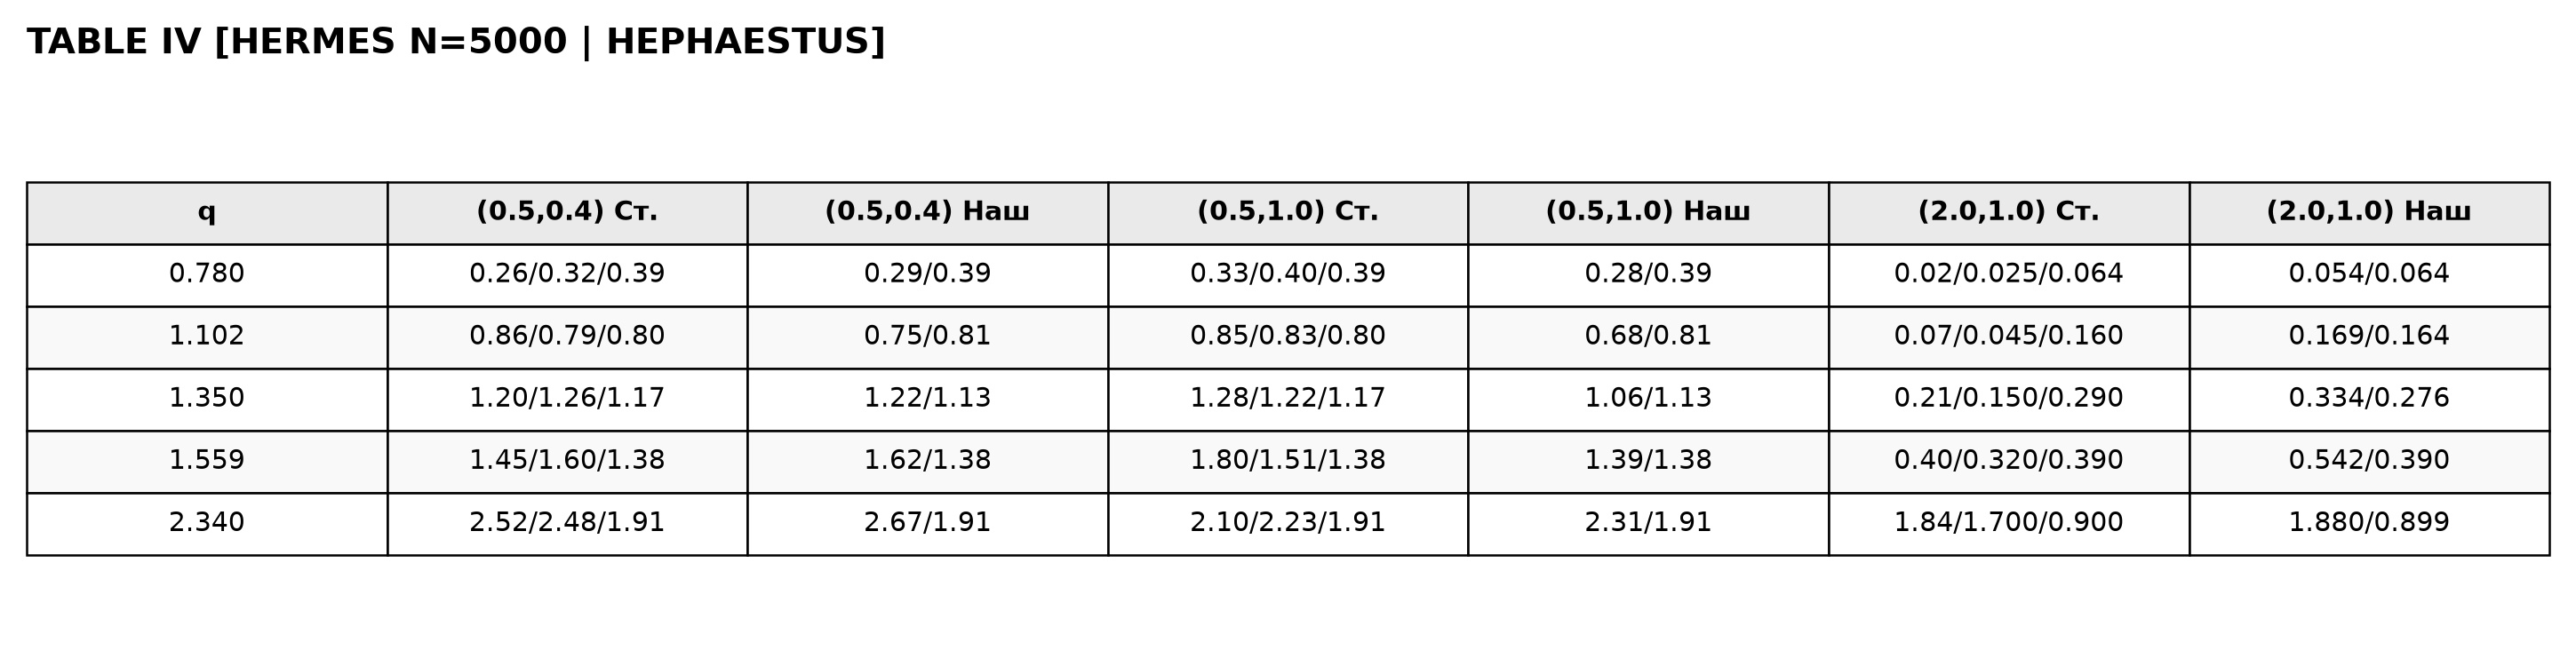 TABLE IV [HERMES N=5000 | HEPHAESTUS]
q (0.5,0.4) Ст. (0.5,0.4) Наш (0.5,1.0) Ст. (0.5,1.0) Наш (2.0,1.0) Ст. (2.0,1.0) Наш
0.780 0.26/0.32/0.39 0.29/0.39 0.33/0.40/0.39 0.28/0.39 0.02/0.025/0.064 0.054/0.064
1.102 0.86/0.79/0.80 0.75/0.81 0.85/0.83/0.80 0.68/0.81 0.07/0.045/0.160 0.169/0.164
1.350 1.20/1.26/1.17 1.22/1.13 1.28/1.22/1.17 1.06/1.13 0.21/0.150/0.290 0.334/0.276
1.559 1.45/1.60/1.38 1.62/1.38 1.80/1.51/1.38 1.39/1.38 0.40/0.320/0.390 0.542/0.390
2.340 2.52/2.48/1.91 2.67/1.91 2.10/2.23/1.91 2.31/1.91 1.84/1.700/0.900 1.880/0.899